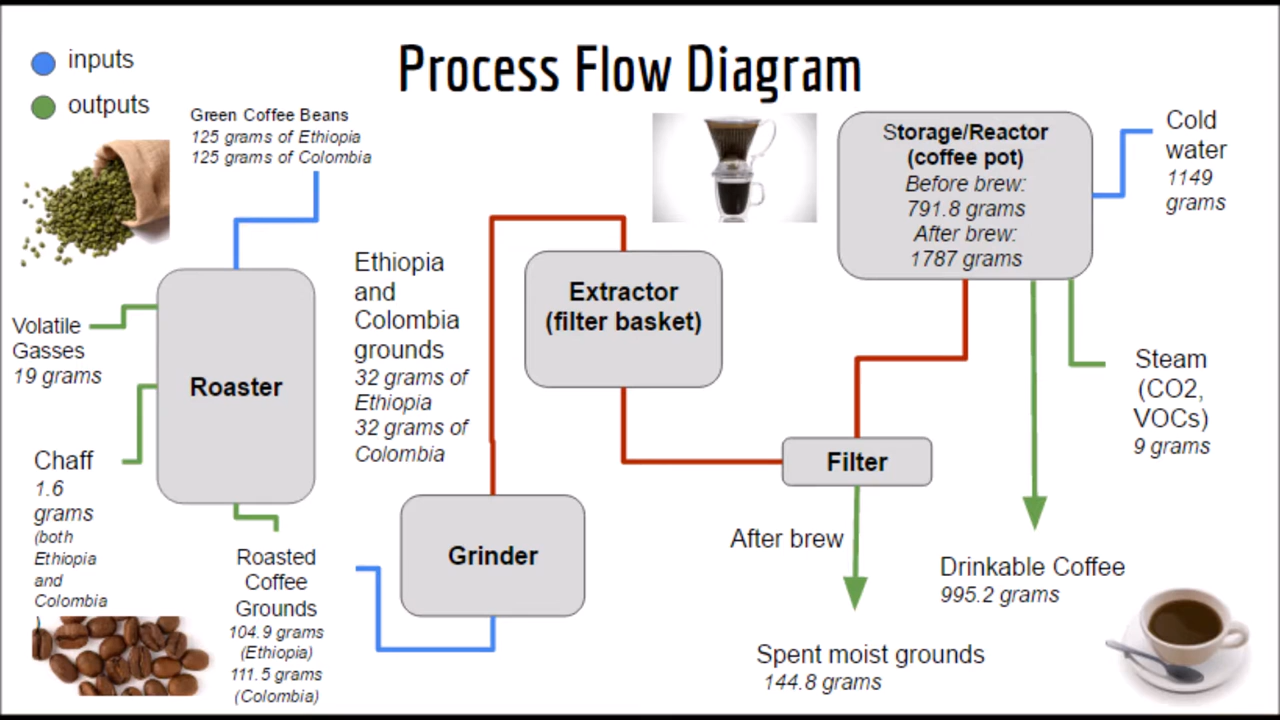 Process Flow Diagram
inputs
outputs
Green Coffee Beans
125 grams of Ethiopia
125 grams of Colombia
Storage/Reactor
(coffee pot)
Before brew:
791.8 grams
After brew:
1787 grams
Cold
water
1149
grams
Ethiopia
and
Colombia
grounds
32 grams of
Ethiopia
32 grams of
Colombia
Extractor
(filter basket)
Volatile
Gasses
19 grams
Roaster
Steam
(CO2,
VOCs)
9 grams
Chaff
1.6
grams
(both
Ethiopia
and
Colombia
)
Filter
Roasted
Coffee
Grounds
104.9 grams
(Ethiopia)
111.5 grams
(Colombia)
Grinder
After brew
Drinkable Coffee
995.2 grams
Spent moist grounds
144.8 grams